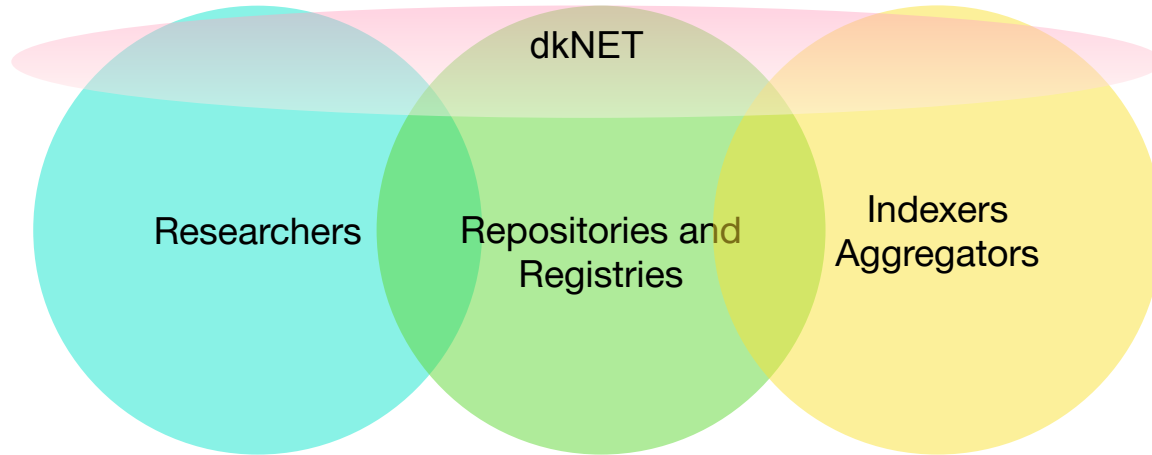 dkNET
Researchers
Repositories and
Registries
Indexers
Aggregators